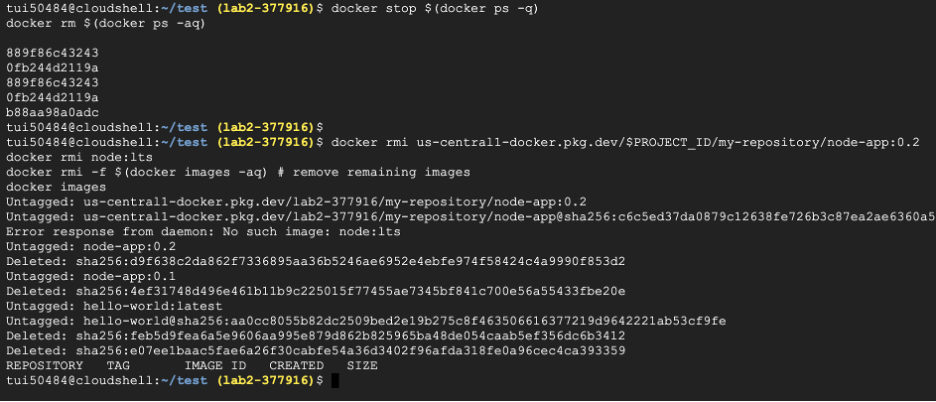 tui50484@cloudshell:~/test (lab2-377916)$ docker stop $(docker ps -q)
docker rm $(docker ps -aq)
889f86c43243
0fb244d2119a
889f86c43243
0fb244d2119a
b88aa98a0adc
tui50484@cloudshell:~/test (lab2-377916)$
tui50484@cloudshell:~/test (lab2-377916)$ docker rmi us-central1-docker.pkg.dev/$PROJECT_ID/my-repository/node-app:0.2
docker rmi node:lts
docker rmi -f $(docker images -aq) # remove remaining images
docker images
Untagged: us-central1-docker.pkg.dev/lab2-377916/my-repository/node-app:0.2
Untagged: us-central1-docker.pkg.dev/lab2-377916/my-repository/node-app@sha256:c6c5ed37da0879c12638fe726b3c87ea2ae6360a5
Error response from daemon: No such image: node:lts
Untagged: node-app:0.2
Deleted: sha256:d9f638c2da862f7336895aa36b5246ae6952e4ebfe974f58424c4a9990f853d2
Untagged: node-app:0.1
Deleted: sha256:4ef31748d496e461b11b9c225015f77455ae7345bf841c700e56a55433fbe20e
Untagged: hello-world:latest
Untagged: hello-world@sha256:aa0cc8055b82dc2509bed2e19b275c8f463506616377219d9642221ab53cf9fe
Deleted: sha256:feb5d9fea6a5e9606aa995e879d862b825965ba48de054caab5ef356dc6b3412
Deleted: sha256:e07ee1baac5fae6a26f30cabfe54a36d3402f96afda318fe0a96cec4ca393359
REPOSITORY TAG IMAGE ID CREATED SIZE
tui50484@cloudshell:~/test (lab2-377916)$